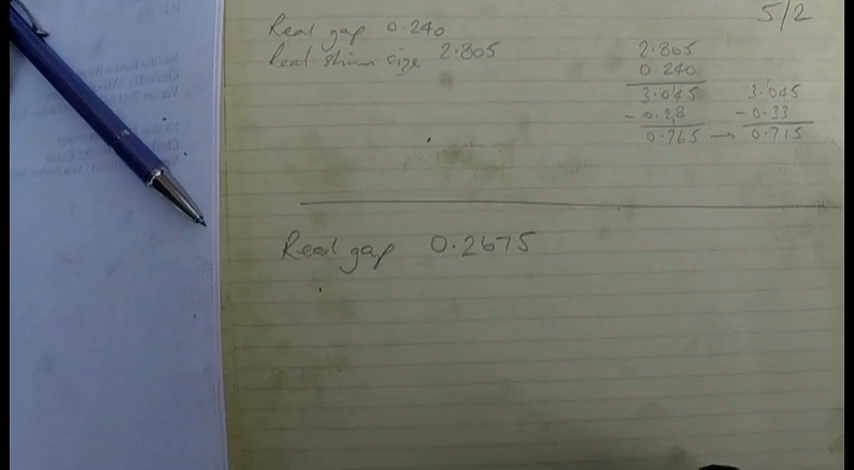 5/2
Real gap 0.240
Real shim size 2.805
2.805
0.240
3.045
- 0.28
0.765 → 0.715
3.045
- 0.33
Real gap 0.2675